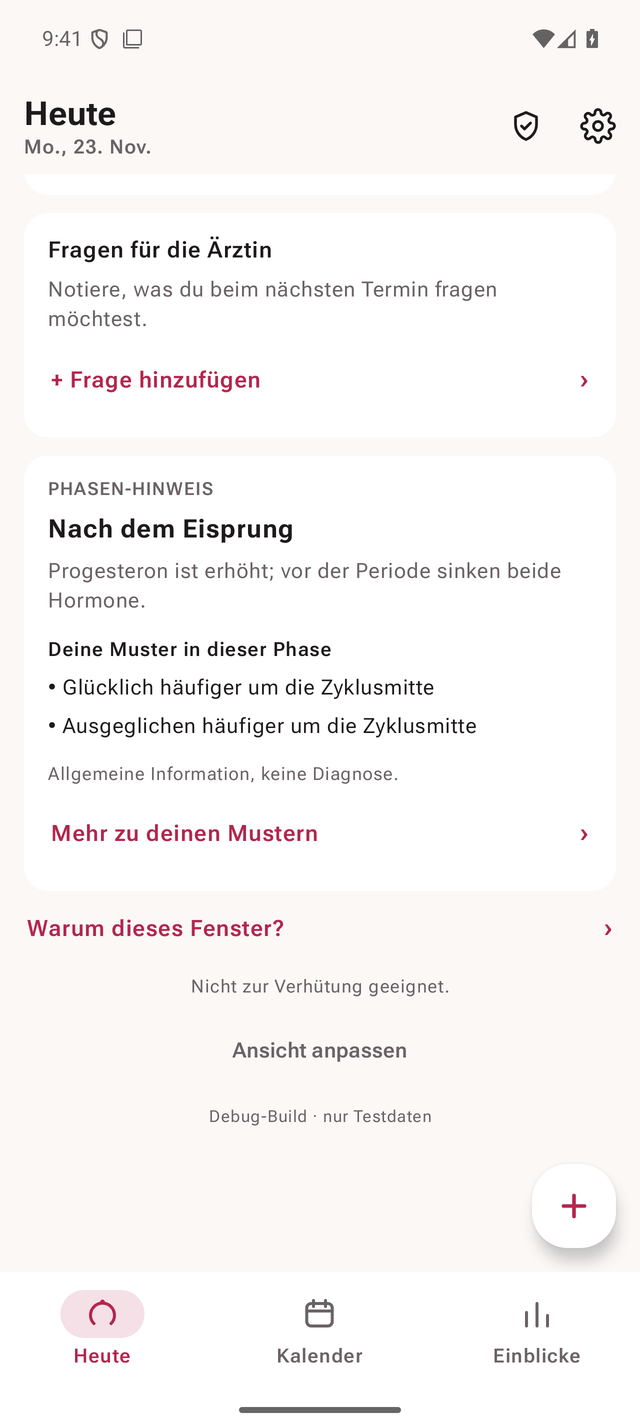 9:41
Heute
Mo., 23. Nov.
Fragen für die Ärztin
Notiere, was du beim nächsten Termin fragen
möchtest.
+ Frage hinzufügen ›
PHASEN-HINWEIS
Nach dem Eisprung
Progesteron ist erhöht; vor der Periode sinken beide
Hormone.
Deine Muster in dieser Phase
• Glücklich häufiger um die Zyklusmitte
• Ausgeglichen häufiger um die Zyklusmitte
Allgemeine Information, keine Diagnose.
Mehr zu deinen Mustern ›
Warum dieses Fenster? ›
Nicht zur Verhütung geeignet.
Ansicht anpassen
Debug-Build · nur Testdaten
+
Heute Kalender Einblicke